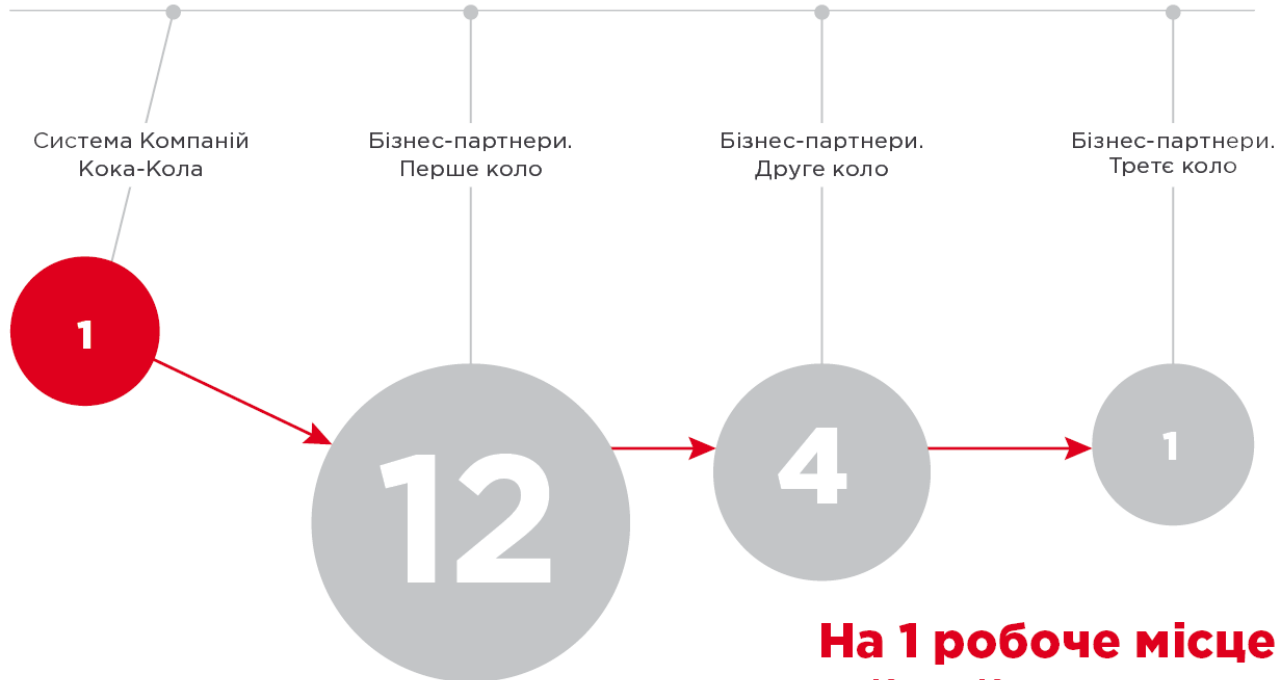 Система Компаній
Кока-Кола
Бізнес-партнери.
Перше коло
Бізнес-партнери.
Друге коло
Бізнес-партнери.
Третє коло
1
12
4
1
На 1 робоче місце